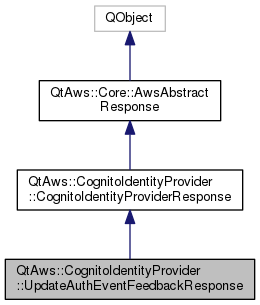 QObject
QtAws::Core::AwsAbstract
Response
QtAws::CognitoIdentityProvider
::CognitoIdentityProviderResponse
QtAws::CognitoIdentityProvider
::UpdateAuthEventFeedbackResponse